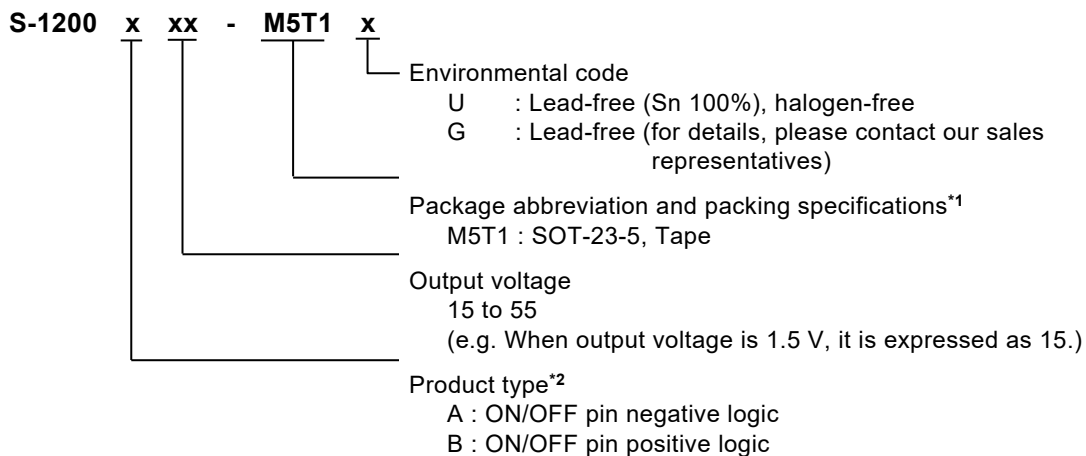 S-1200 x xx - M5T1 x
Environmental code
U : Lead-free (Sn 100%), halogen-free
G : Lead-free (for details, please contact our sales
representatives)
Package abbreviation and packing specifications*1
M5T1 : SOT-23-5, Tape
Output voltage
15 to 55
(e.g. When output voltage is 1.5 V, it is expressed as 15.)
Product type*2
A : ON/OFF pin negative logic
B : ON/OFF pin positive logic